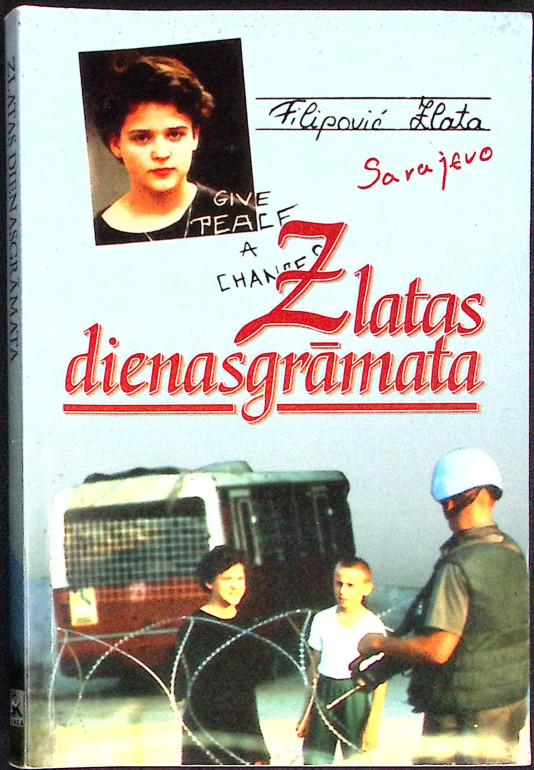 Filipović Zlata
Sarajevo
GIVE
PEACE
A
CHANCE
Zlatas
dienasgrāmata
ZLATAS DIENASGRĀMATA